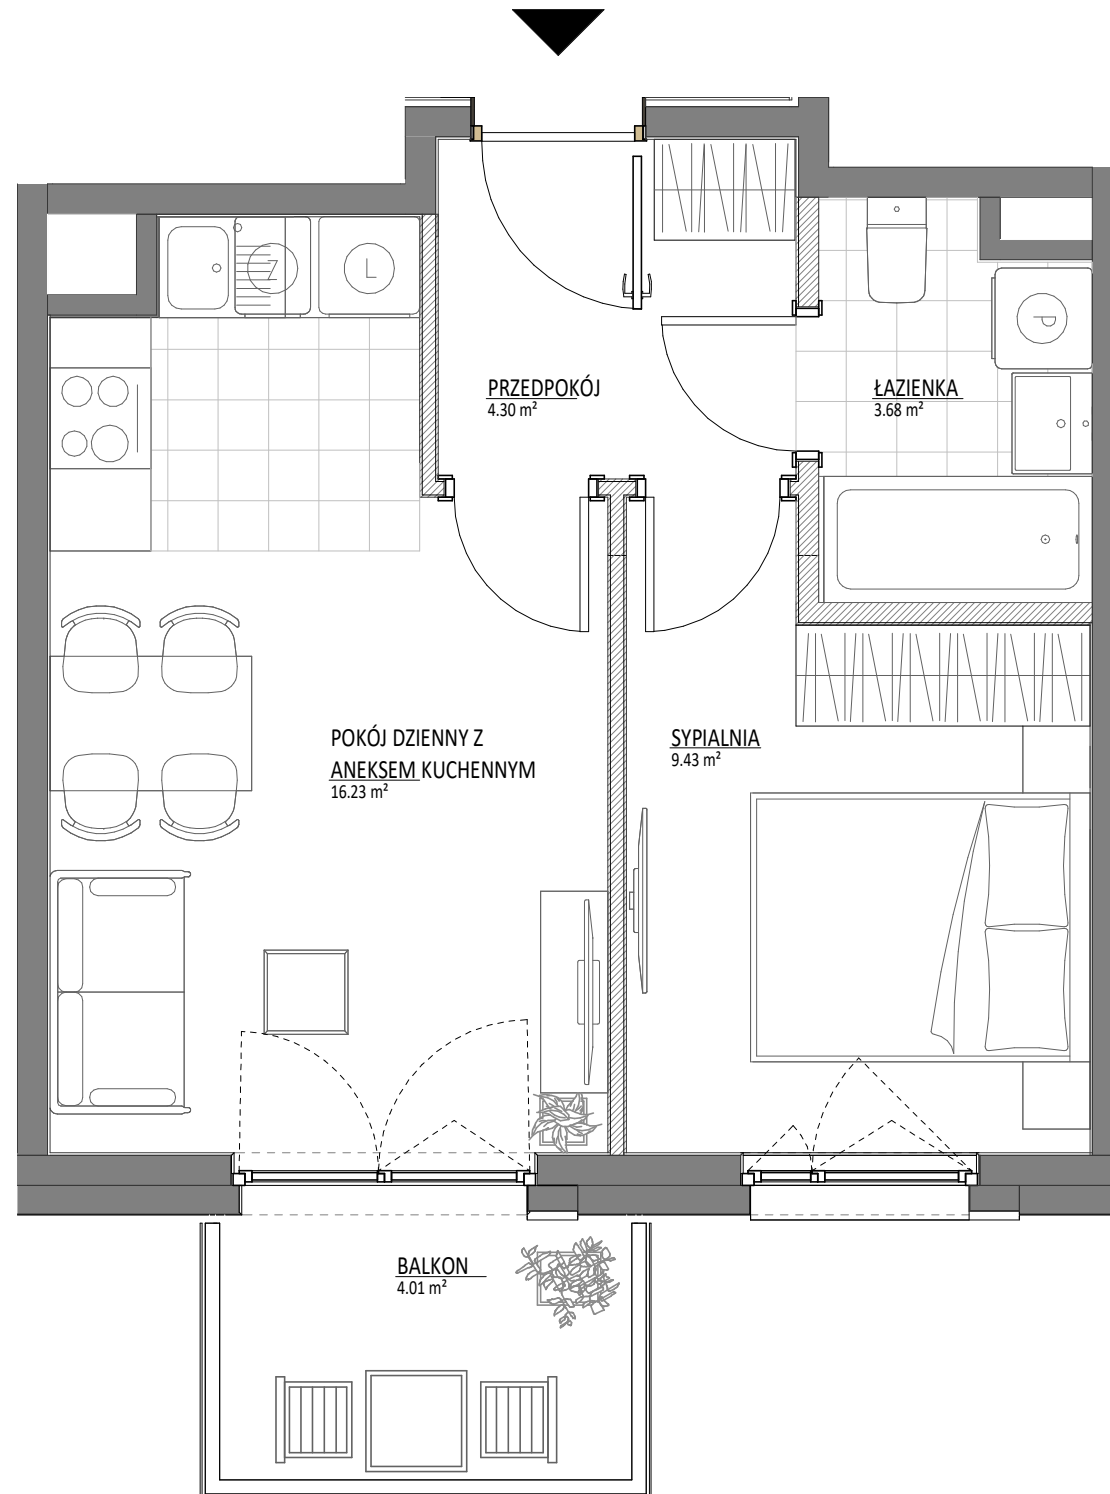 Z
L
P
PRZEDPOKÓJ
4.30 m²
ŁAZIENKA
3.68 m²
POKÓJ DZIENNY Z
ANEKSEM KUCHENNYM
16.23 m²
SYPIALNIA
9.43 m²
BALKON
4.01 m²